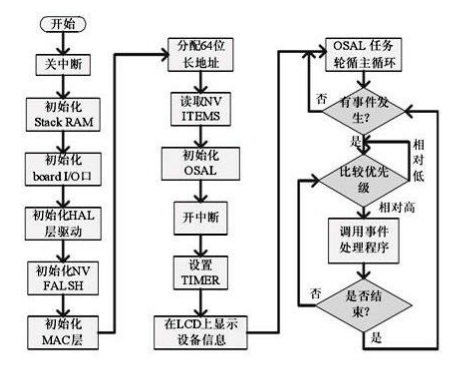 开始
关中断
初始化
Stack RAM
初始化
board I/O口
初始化HAL
层驱动
初始化NV
FALSH
初始化
MAC层
分配64位
长地址
读取NV
ITEMS
初始化
OSAL
开中断
设置
TIMER
在LCD上显示
设备信息
OSAL 任务
轮循主循环
否
有事件发
生?
是
相
对
低
比较优先
级
相对高
调用事件
处理程序
否
是否结
束?
是